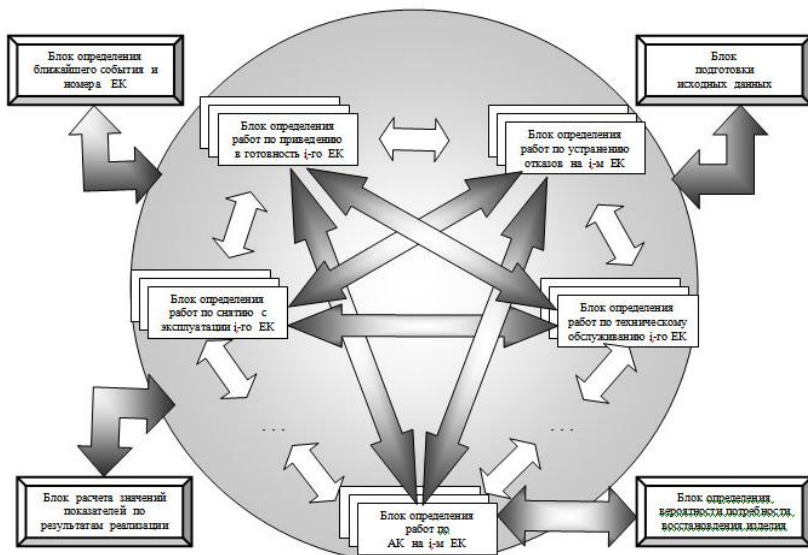 Блок определения
ближайшего события и
номера ЕК
Блок
подготовки
исходных данных
Блок определения
работ по приведению
в готовность i-го ЕК
Блок определения
работ по устранению
отказов на i-м ЕК
Блок определения
работ по снятию с
эксплуатации i-го ЕК
Блок определения
работ по техническому
обслуживанию i-го ЕК
. . .
. . .
Блок расчета значений
показателей по
результатам реализации
Блок определения
работ по
АК на i-м ЕК
Блок определения
вероятности потребности
восстановления изделия